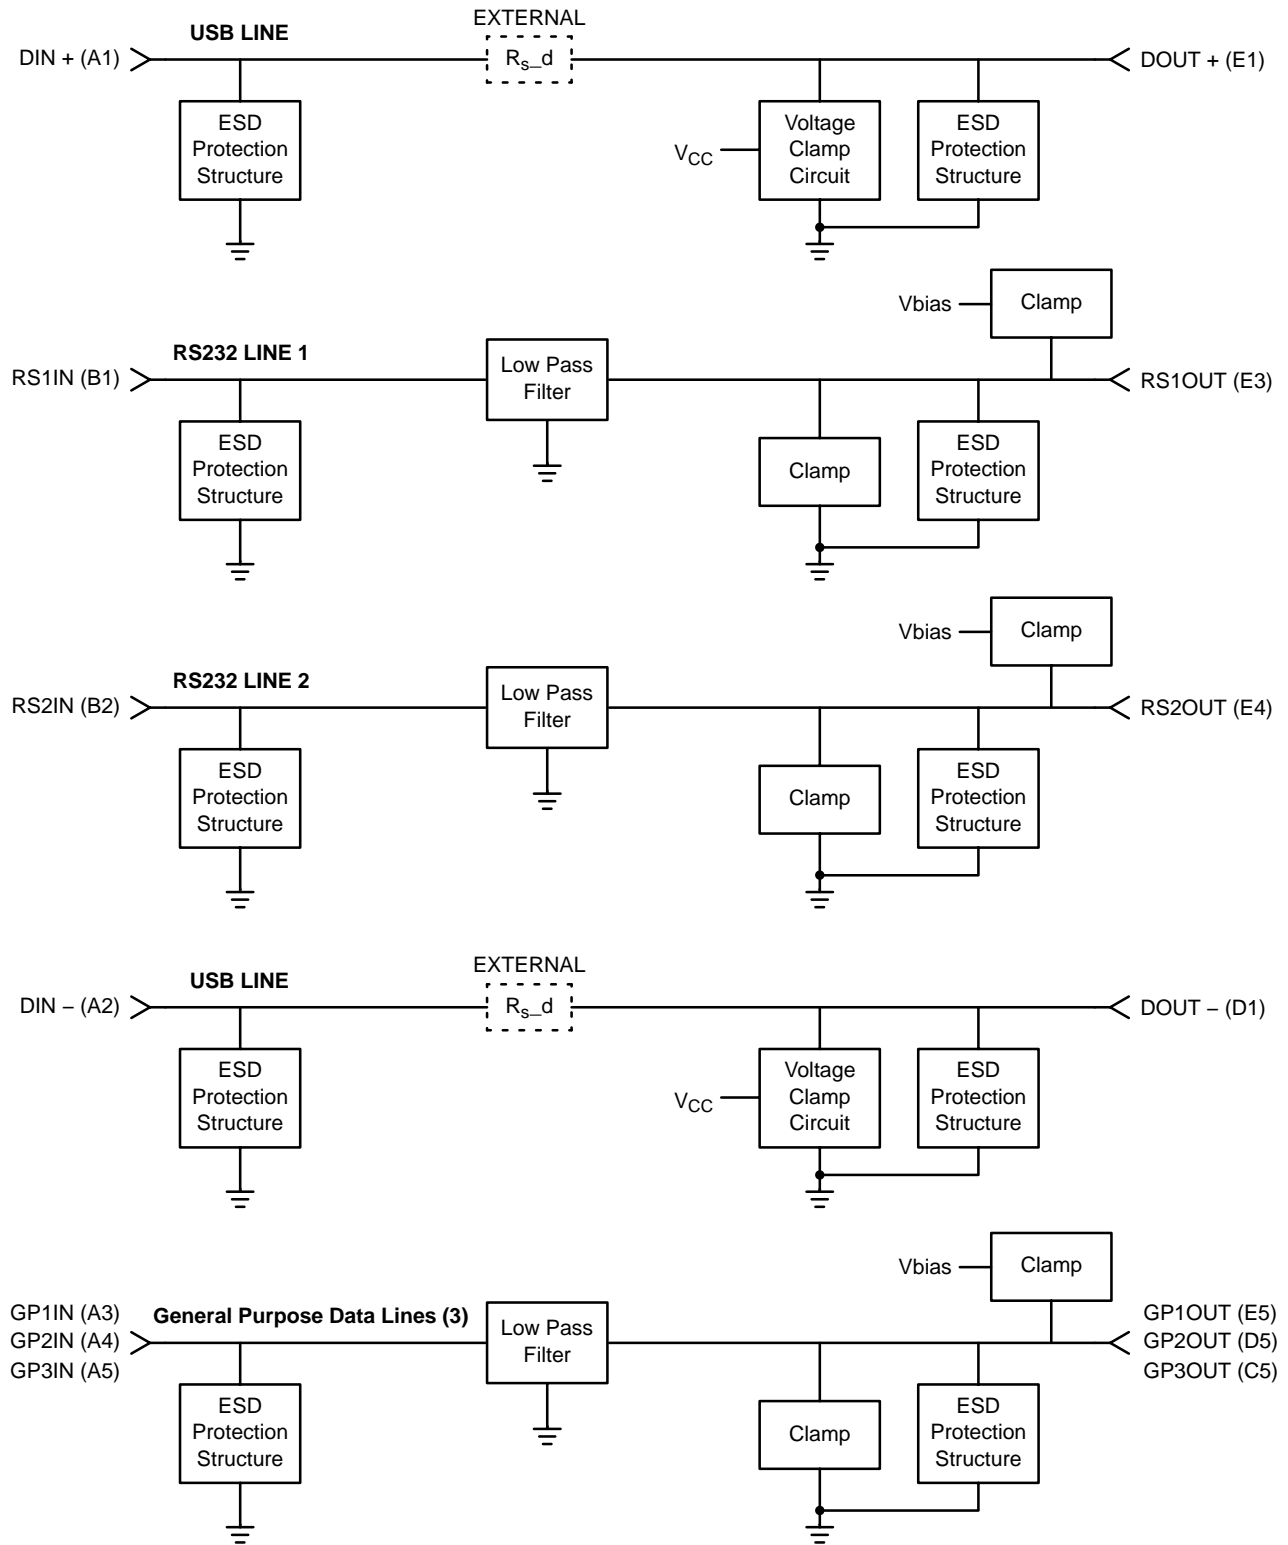 EXTERNAL
USB LINE
DIN + (A1)
Rs_d
DOUT + (E1)
ESD
Protection
Structure
VCC
Voltage
Clamp
Circuit
ESD
Protection
Structure
Vbias
Clamp
RS232 LINE 1
RS1IN (B1)
Low Pass
Filter
RS1OUT (E3)
ESD
Protection
Structure
Clamp
ESD
Protection
Structure
Vbias
Clamp
RS232 LINE 2
RS2IN (B2)
Low Pass
Filter
RS2OUT (E4)
ESD
Protection
Structure
Clamp
ESD
Protection
Structure
EXTERNAL
USB LINE
DIN − (A2)
Rs_d
DOUT − (D1)
ESD
Protection
Structure
VCC
Voltage
Clamp
Circuit
ESD
Protection
Structure
Vbias
Clamp
GP1IN (A3)
GP2IN (A4)
GP3IN (A5)
General Purpose Data Lines (3)
Low Pass
Filter
GP1OUT (E5)
GP2OUT (D5)
GP3OUT (C5)
ESD
Protection
Structure
Clamp
ESD
Protection
Structure